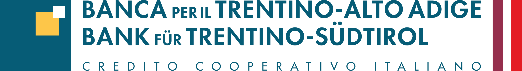 BANCA PER IL TRENTINO-ALTO ADIGE
BANK FÜR TRENTINO-SÜDTIROL
CREDITO COOPERATIVO ITALIANO